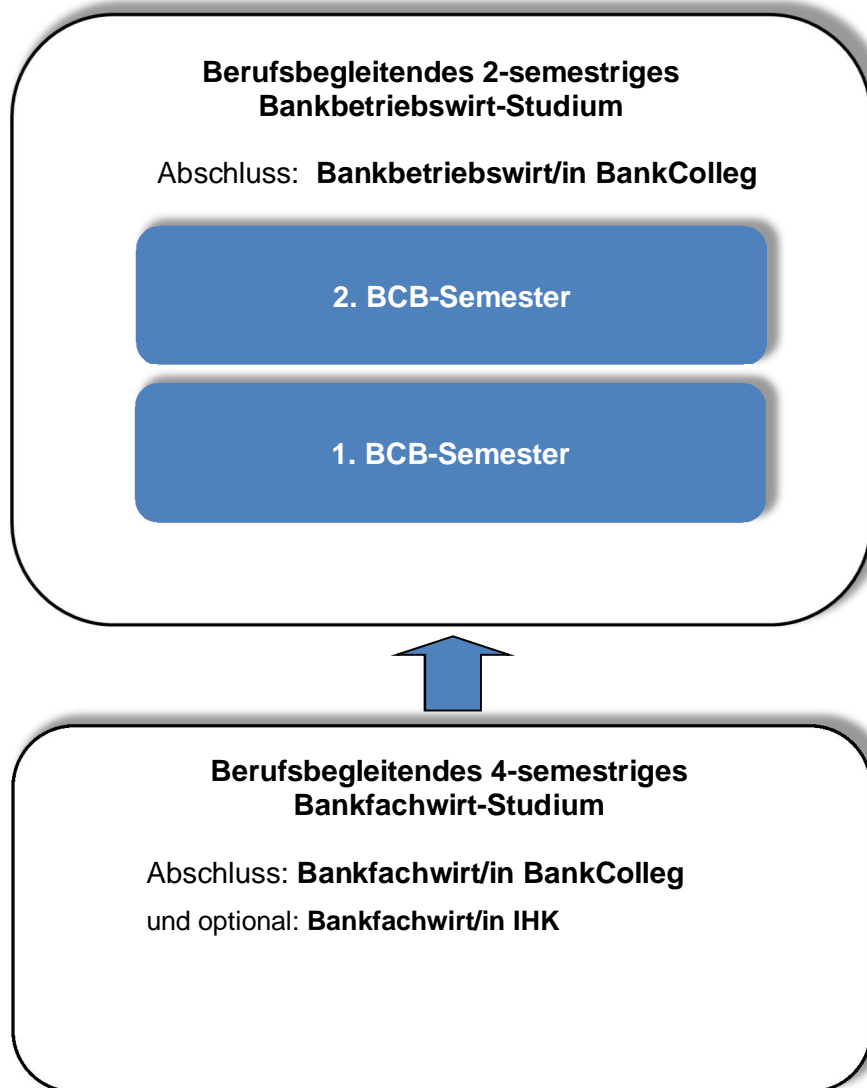 Berufsbegleitendes 2-semestriges
Bankbetriebswirt-Studium
Abschluss: Bankbetriebswirt/in BankColleg
2. BCB-Semester
1. BCB-Semester
Berufsbegleitendes 4-semestriges
Bankfachwirt-Studium
Abschluss: Bankfachwirt/in BankColleg
und optional: Bankfachwirt/in IHK